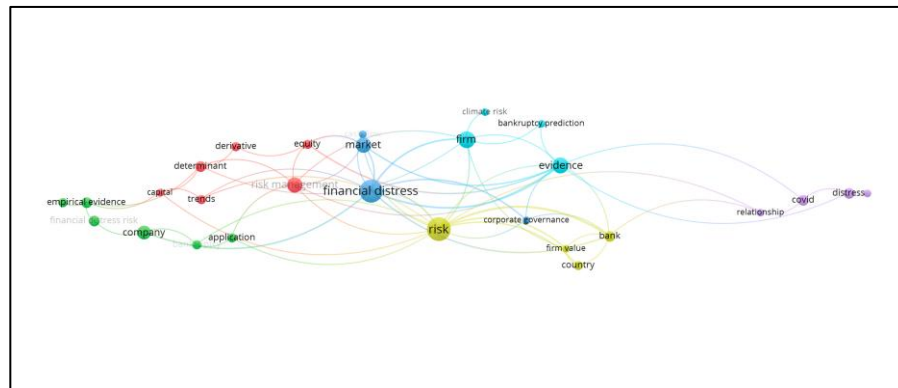 climate risk
bankruptcy prediction
derivative
equity
market
firm
determinant
evidence
risk management
financial distress
capital
trends
distress
covid
empirical evidence
relationship
financial distress risk
corporate governance
company
application
risk
bank
firm value
country